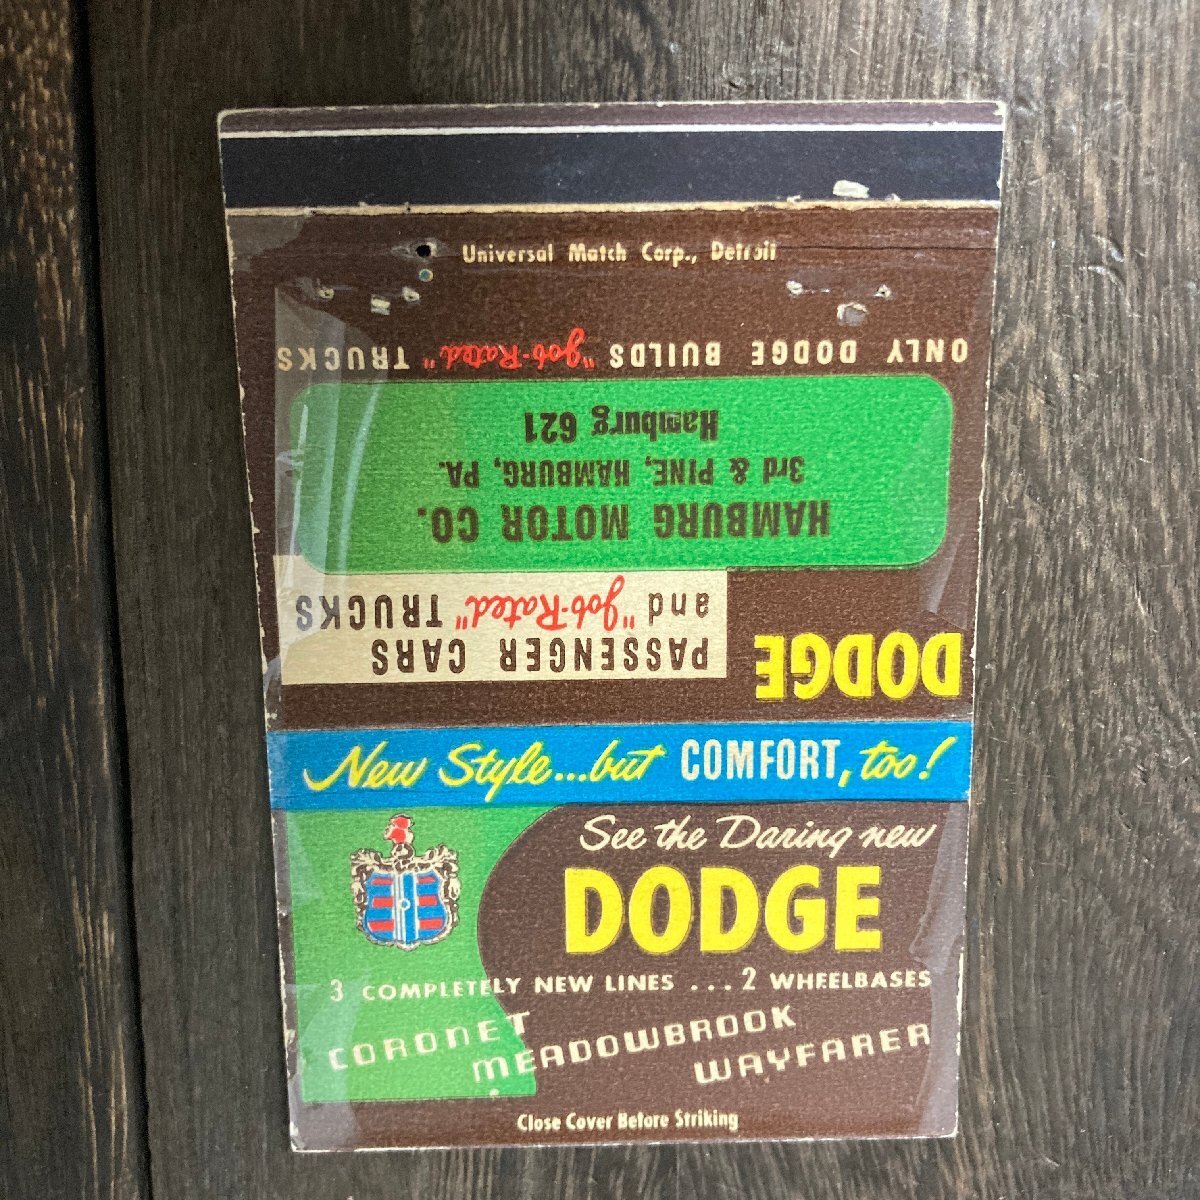 Universal Match Corp., Detroit
DODGE
PASSENGER CARS
and "Job-Rated" TRUCKS
HAMBURG MOTOR CO.
3rd & PINE, HAMBURG, PA.
Hamburg 621
ONLY DODGE BUILDS "Job-Rated" TRUCKS
New Style...but COMFORT, too!
See the Daring new
DODGE
3 COMPLETELY NEW LINES ... 2 WHEELBASES
CORONET
MEADOWBROOK
WAYFARER
Close Cover Before Striking